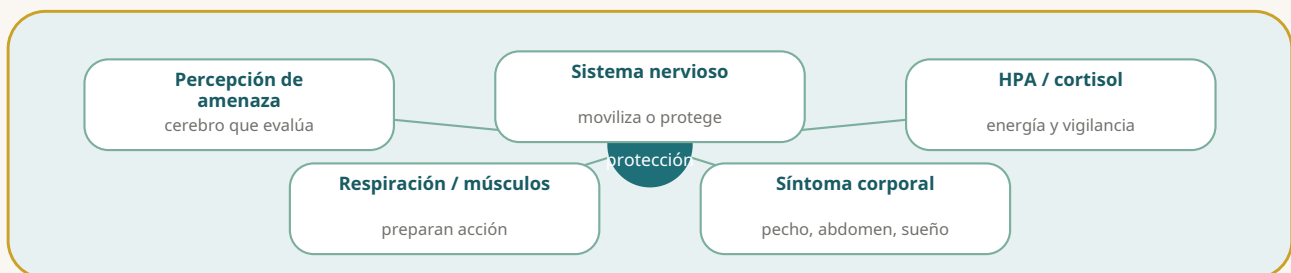 Percepción de
amenaza
cerebro que evalúa
Sistema nervioso
moviliza o protege
HPA / cortisol
energía y vigilancia
protección
Respiración / músculos
preparan acción
Síntoma corporal
pecho, abdomen, sueño